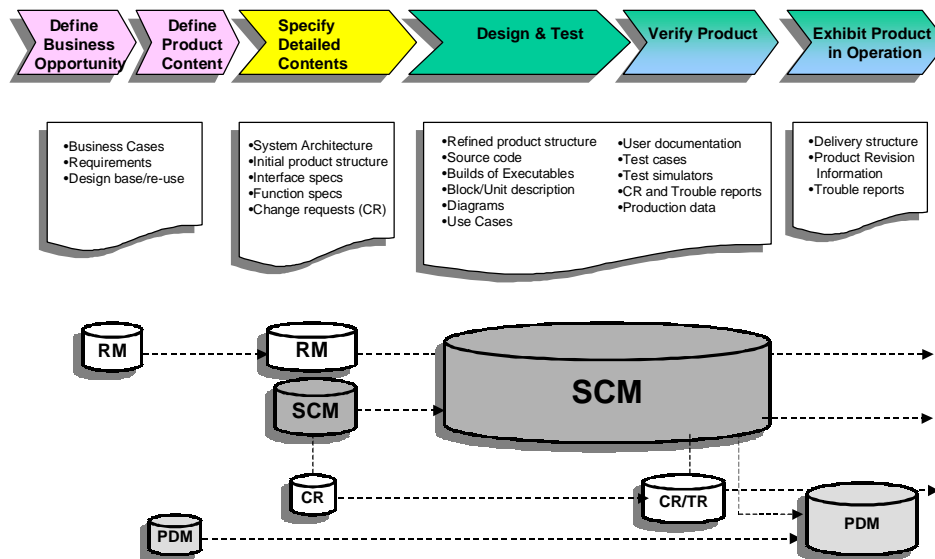 Define
Business
Opportunity
Define
Product
Content
Specify
Detailed
Contents
Design & Test
Verify Product
Exhibit Product
in Operation
•Business Cases
•Requirements
•Design base/re-use
•System Architecture
•Initial product structure
•Interface specs
•Function specs
•Change requests (CR)
•Refined product structure
•Source code
•Builds of Executables
•Block/Unit description
•Diagrams
•Use Cases
•User documentation
•Test cases
•Test simulators
•CR and Trouble reports
•Production data
•Delivery structure
•Product Revision
Information
•Trouble reports
RM
RM
SCM
SCM
CR
CR/TR
PDM
PDM